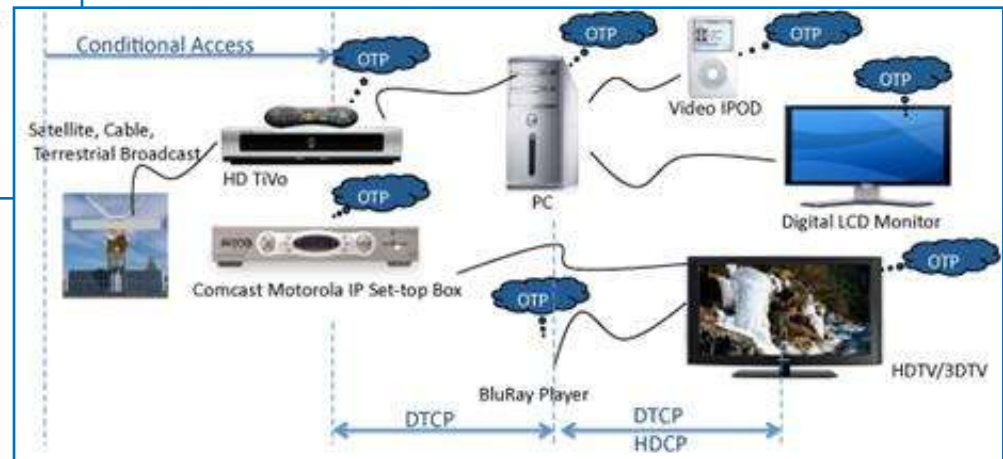 Conditional Access
OTP
OTP
OTP
OTP
Video IPOD
Satellite, Cable,
Terrestrial Broadcast
HD TiVo
PC
OTP
Digital LCD Monitor
Comcast Motorola IP Set-top Box
OTP
OTP
HDTV/3DTV
BluRay Player
DTCP
DTCP
HDCP